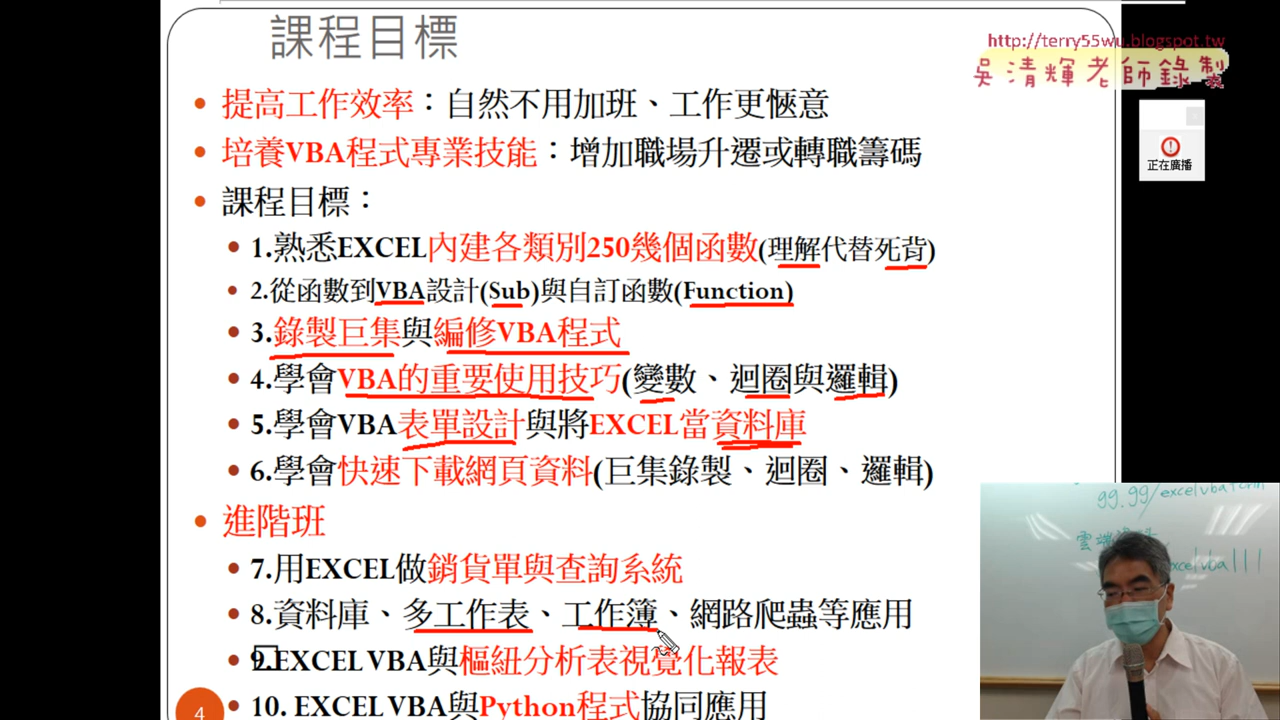 課程目標
http://terry55wu.blogspot.tw
吳清輝老師錄製
正在廣播
提高工作效率：自然不用加班、工作更愜意
培養VBA程式專業技能：增加職場升遷或轉職籌碼
課程目標：
1.熟悉EXCEL內建各類別250幾個函數(理解代替死背)
2.從函數到VBA設計(Sub)與自訂函數(Function)
3.錄製巨集與編修VBA程式
4.學會VBA的重要使用技巧(變數、迴圈與邏輯)
5.學會VBA表單設計與將EXCEL當資料庫
6.學會快速下載網頁資料(巨集錄製、迴圈、邏輯)
進階班
7.用EXCEL做銷貨單與查詢系統
8.資料庫、多工作表、工作簿、網路爬蟲等應用
9.EXCEL VBA與樞紐分析表視覺化報表
10. EXCEL VBA與Python程式協同應用
4
雲端